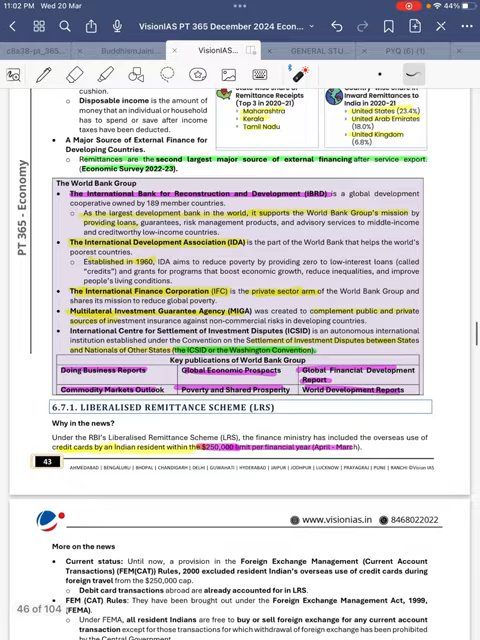 11:02 PM Wed 20 Mar
44%
VisionIAS PT 365 December 2024 Econ...
c8a38-pt_365...
BuddhismJaini...
VisionIAS...
GENERAL STU...
PYQ (6) (1)
cushion.
o Disposable income is the amount of
money that an individual or household
has to spend or save after income
taxes have been deducted.
• A Major Source of External Finance for
Developing Countries.
State wise Share of
Remittance Receipts
(Top 3 in 2020-21)
Maharashtra
Kerala
Tamil Nadu
Country-wise Share in
Inward Remittances to
India in 2020-21
United States (23.4%)
United Arab Emirates
(18.0%)
United Kingdom
(6.8%)
o Remittances are the second largest major source of external financing after service export.
(Economic Survey 2022-23).
PT 365 - Economy
The World Bank Group
• The International Bank for Reconstruction and Development (IBRD) is a global development
cooperative owned by 189 member countries.
o As the largest development bank in the world, it supports the World Bank Group's mission by
providing loans, guarantees, risk management products, and advisory services to middle-income
and creditworthy low-income countries.
• The International Development Association (IDA) is the part of the World Bank that helps the world's
poorest countries.
o Established in 1960, IDA aims to reduce poverty by providing zero to low-interest loans (called
"credits") and grants for programs that boost economic growth, reduce inequalities, and improve
people's living conditions.
• The International Finance Corporation (IFC) is the private sector arm of the World Bank Group and
shares its mission to reduce global poverty.
• Multilateral Investment Guarantee Agency (MIGA) was created to complement public and private
sources of investment insurance against non-commercial risks in developing countries.
• International Centre for Settlement of Investment Disputes (ICSID) is an autonomous international
institution established under the Convention on the Settlement of Investment Disputes between States
and Nationals of Other States (the ICSID or the Washington Convention).
Key publications of World Bank Group
Doing Business Reports
Global Economic Prospects
Global Financial Development
Report
Commodity Markets Outlook
Poverty and Shared Prosperity
World Development Reports
6.7.1. LIBERALISED REMITTANCE SCHEME (LRS)
Why in the news?
Under the RBI's Liberalised Remittance Scheme (LRS), the finance ministry has included the overseas use of
credit cards by an Indian resident within the $250,000 limit per financial year (April - March).
43
AHMEDABAD | BENGALURU | BHOPAL | CHANDIGARH | DELHI | GUWAHATI | HYDERABAD | JAIPUR | JODHPUR | LUCKNOW | PRAYAGRAJ | PUNE | RANCHI ©Vision IAS
www.visionias.in
8468022022
More on the news
• Current status: Until now, a provision in the Foreign Exchange Management (Current Account
Transactions) (FEM(CAT)) Rules, 2000 excluded resident Indian's overseas use of credit cards during
foreign travel from the $250,000 cap.
o Debit card transactions abroad are already accounted for in LRS.
46 of 104
• FEM (CAT) Rules: They have been brought out under the Foreign Exchange Management Act, 1999,
(FEMA).
o Under FEMA, all resident Indians are free to buy or sell foreign exchange for any current account
transaction except for those transactions for which withdrawal of foreign exchange has been prohibited
by the Central Government.